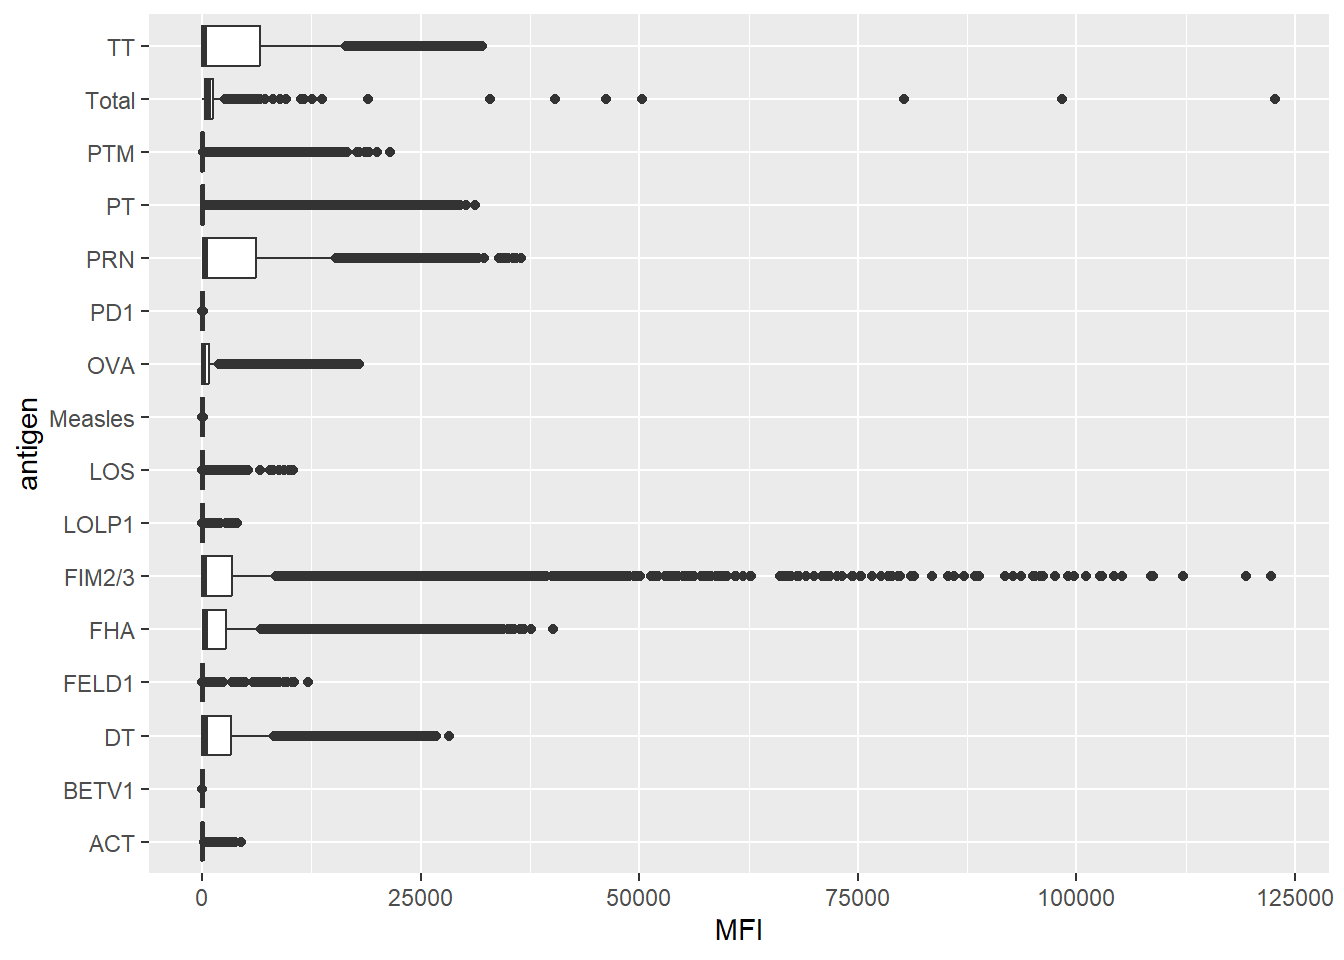 TT
Total
PTM
PT
PRN
PD1
OVA
Measles
LOS
LOLP1
FIM2/3
FHA
FELD1
DT
BETV1
ACT
antigen
0 25000 50000 75000 100000 125000
MFI